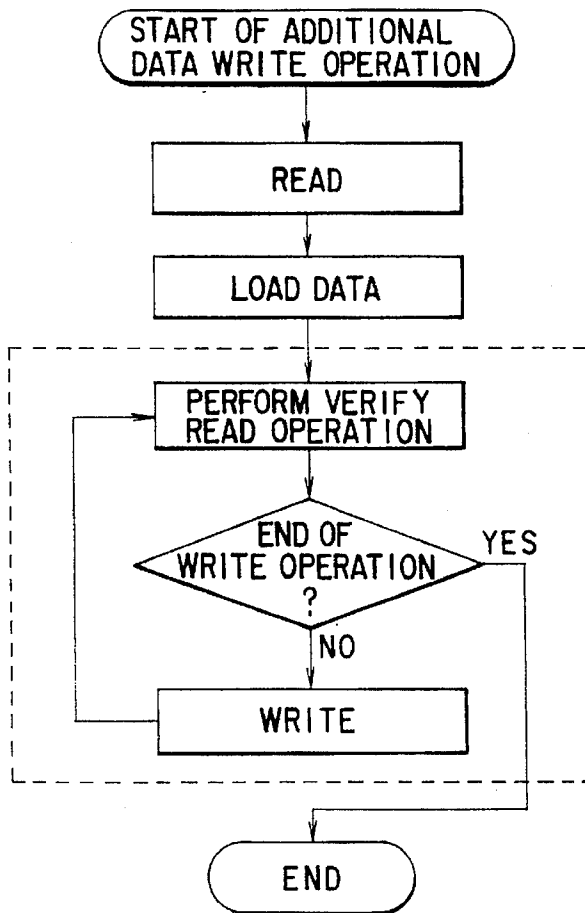 START OF ADDITIONAL
DATA WRITE OPERATION
READ
LOAD DATA
PERFORM VERIFY
READ OPERATION
END OF
WRITE OPERATION
?
YES
NO
WRITE
END